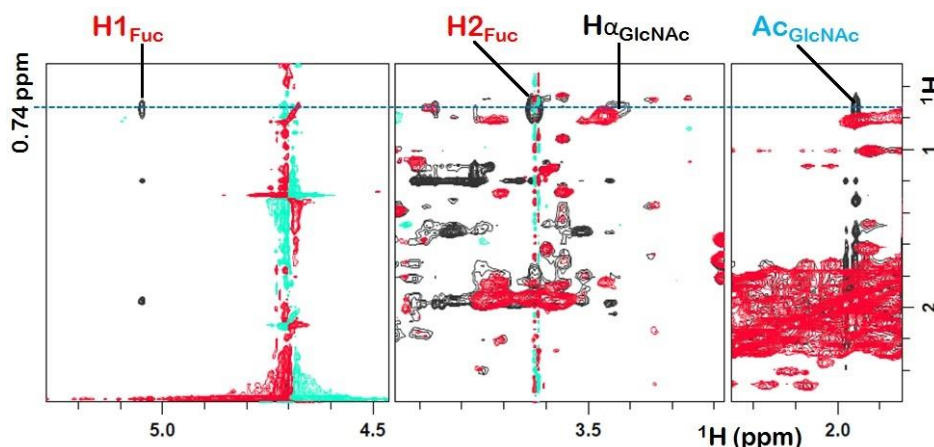 H1Fuc
H2Fuc
HαGlcNAc
AcGlcNAc
0.74 ppm
1H
1
2
5.0
4.5
3.5
1H (ppm)
2.0